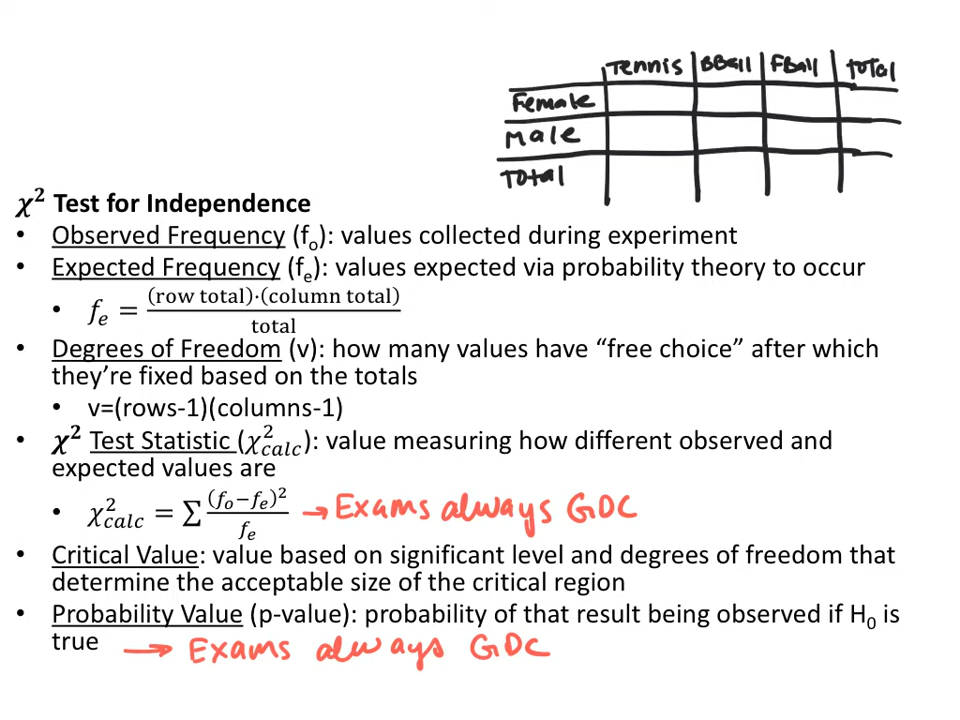 Tennis BBall FBall Total
Female
Male
Total
χ² Test for Independence
• Observed Frequency (fₒ): values collected during experiment
• Expected Frequency (fₑ): values expected via probability theory to occur
• fₑ = (row total)·(column total) / total
• Degrees of Freedom (v): how many values have “free choice” after which
they’re fixed based on the totals
• v=(rows-1)(columns-1)
• χ² Test Statistic (χ²calc): value measuring how different observed and
expected values are
• χ²calc = ∑ (fₒ−fₑ)² / fₑ → Exams always GDC
• Critical Value: value based on significant level and degrees of freedom that
determine the acceptable size of the critical region
• Probability Value (p-value): probability of that result being observed if H₀ is
true → Exams always GDC